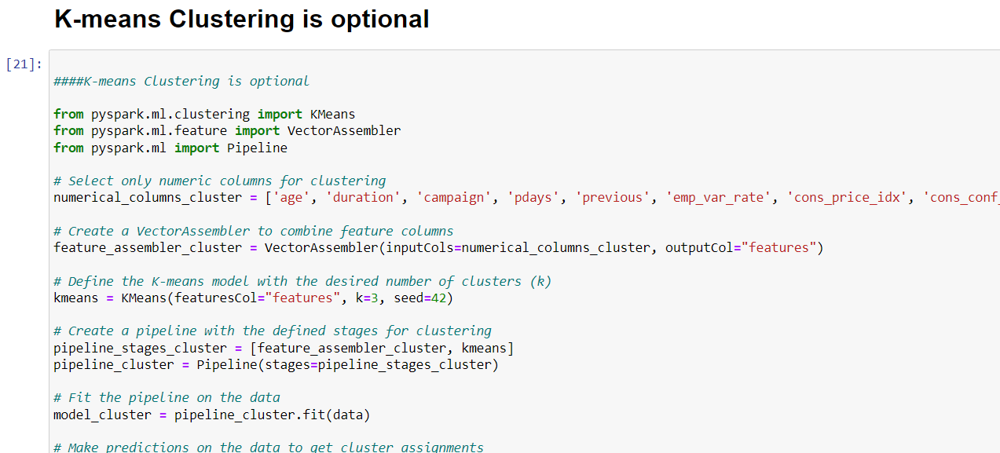 K-means Clustering is optional
[21]:
####K-means Clustering is optional
from pyspark.ml.clustering import KMeans
from pyspark.ml.feature import VectorAssembler
from pyspark.ml import Pipeline
# Select only numeric columns for clustering
numerical_columns_cluster = ['age', 'duration', 'campaign', 'pdays', 'previous', 'emp_var_rate', 'cons_price_idx', 'cons_conf_
# Create a VectorAssembler to combine feature columns
feature_assembler_cluster = VectorAssembler(inputCols=numerical_columns_cluster, outputCol="features")
# Define the K-means model with the desired number of clusters (k)
kmeans = KMeans(featuresCol="features", k=3, seed=42)
# Create a pipeline with the defined stages for clustering
pipeline_stages_cluster = [feature_assembler_cluster, kmeans]
pipeline_cluster = Pipeline(stages=pipeline_stages_cluster)
# Fit the pipeline on the data
model_cluster = pipeline_cluster.fit(data)
# Make predictions on the data to get cluster assignments